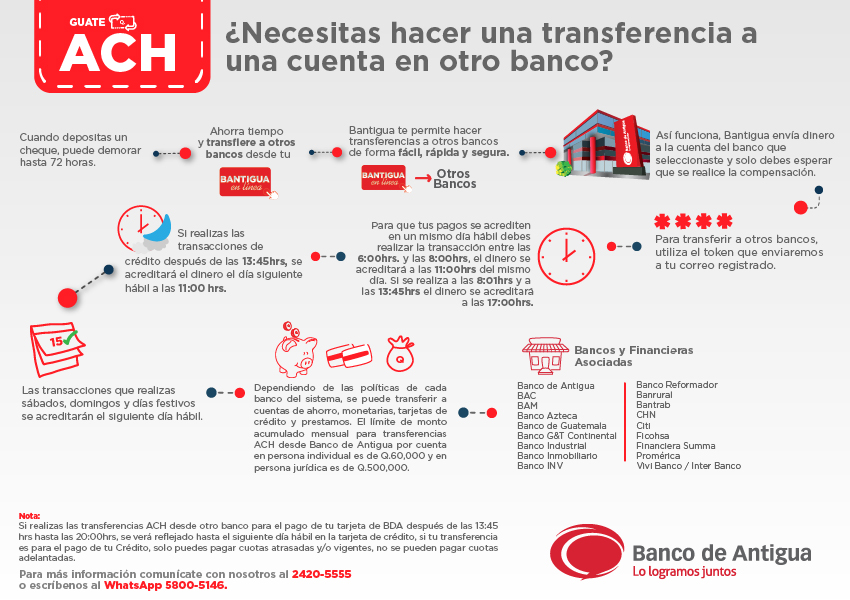 GUATE
ACH
¿Necesitas hacer una transferencia a
una cuenta en otro banco?
Cuando depositas un
cheque, puede demorar
hasta 72 horas.
Ahorra tiempo
y transfiere a otros
bancos desde tu
BANTIGUA
en línea
Bantigua te permite hacer
transferencias a otros bancos
de forma fácil, rápida y segura.
BANTIGUA
en línea
Otros
Bancos
Banco de Antigua
Así funciona, Bantigua envía dinero
a la cuenta del banco que
seleccionaste y solo debes esperar
que se realice la compensación.
Para transferir a otros bancos,
utiliza el token que enviaremos
a tu correo registrado.
Para que tus pagos se acrediten
en un mismo día hábil debes
realizar la transacción entre las
6:00hrs. y las 8:00hrs, el dinero se
acreditará a las 11:00hrs del mismo
día. Si se realiza a las 8:01hrs y a
las 13:45hrs el dinero se acreditará
a las 17:00hrs.
Si realizas las
transacciones de
crédito después de las 13:45hrs, se
acreditará el dinero el día siguiente
hábil a las 11:00 hrs.
15
Las transacciones que realizas
sábados, domingos y días festivos
se acreditarán el siguiente día hábil.
Dependiendo de las políticas de cada
banco del sistema, se puede transferir a
cuentas de ahorro, monetarias, tarjetas de
crédito y prestamos. El límite de monto
acumulado mensual para transferencias
ACH desde Banco de Antigua por cuenta
en persona individual es de Q.60,000 y en
persona jurídica es de Q.500,000.
Bancos y Financieras
Asociadas
Banco de Antigua
BAC
BAM
Banco Azteca
Banco de Guatemala
Banco G&T Continental
Banco Industrial
Banco Inmobiliario
Banco INV
Banco Reformador
Banrural
Bantrab
CHN
Citi
Ficohsa
Financiera Summa
Promérica
Vivi Banco / Inter Banco
Nota:
Si realizas las transferencias ACH desde otro banco para el pago de tu tarjeta de BDA después de las 13:45
hrs hasta las 20:00hrs, se verá reflejado hasta el siguiente día hábil en la tarjeta de crédito, si tu transferencia
es para el pago de tu Crédito, solo puedes pagar cuotas atrasadas y/o vigentes, no se pueden pagar cuotas
adelantadas.
Para más información comunícate con nosotros al 2420-5555
o escríbenos al WhatsApp 5800-5146.
Banco de Antigua
Lo logramos juntos